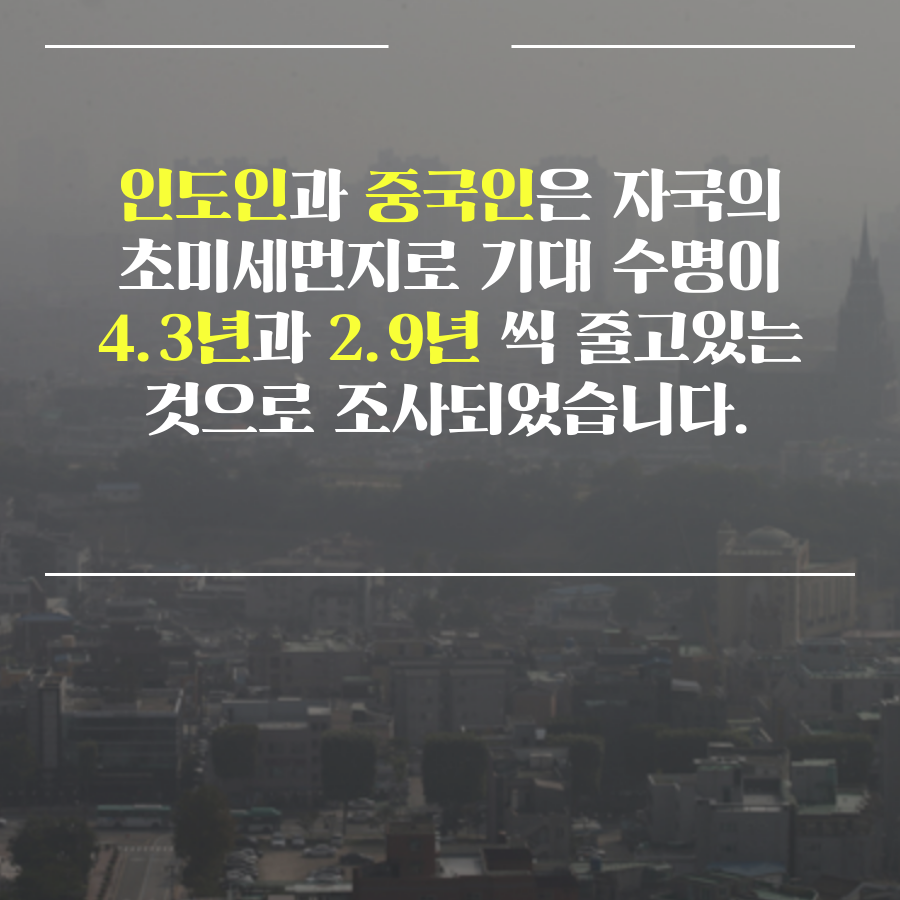 인도인과 중국인은 자국의
초미세먼지로 기대 수명이
4.3년과 2.9년 씩 줄고있는
것으로 조사되었습니다.